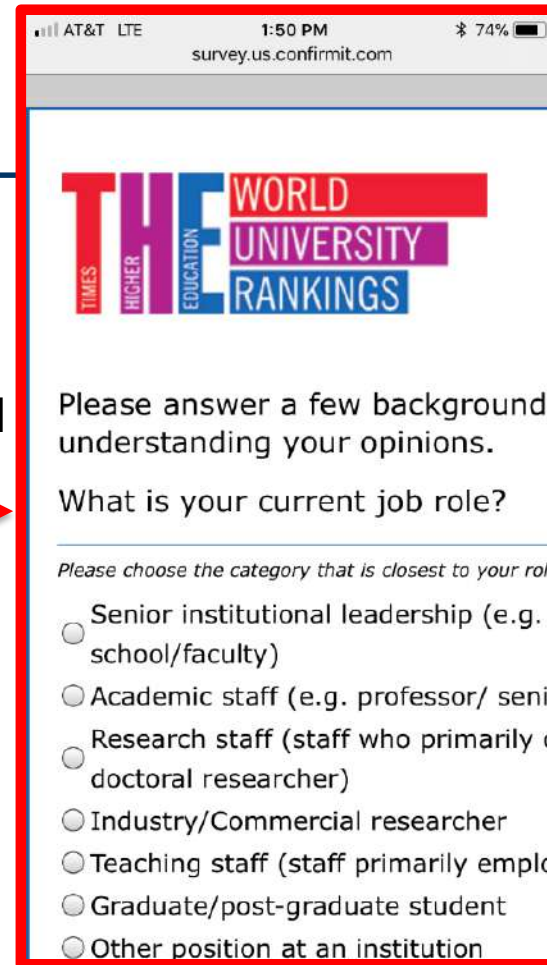 AT&T LTE 1:50 PM 74%
survey.us.confirmit.com
TIMES HIGHER EDUCATION
WORLD
UNIVERSITY
RANKINGS
Please answer a few background
understanding your opinions.
What is your current job role?
Please choose the category that is closest to your
Senior institutional leadership (e.g.
school/faculty)
Academic staff (e.g. professor/
Research staff (staff who primarily
doctoral researcher)
Industry/Commercial researcher
Teaching staff (staff primarily
Graduate/post-graduate student
Other position at an institution